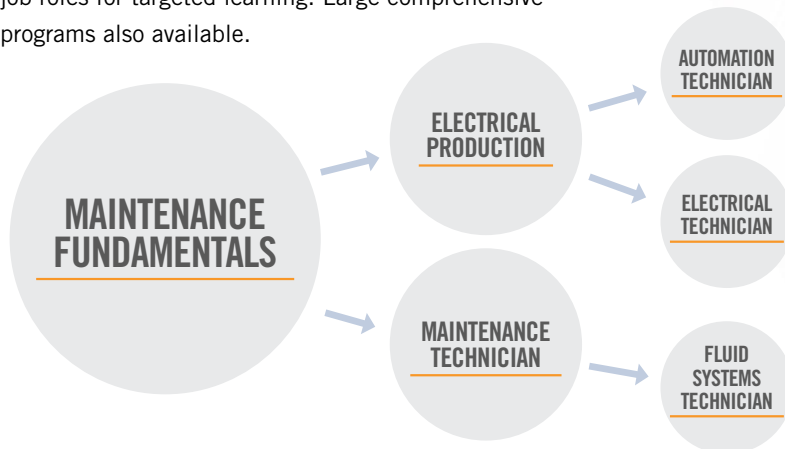 job roles for targeted learning. Large comprehensive
programs also available.
MAINTENANCE
FUNDAMENTALS
ELECTRICAL
PRODUCTION
MAINTENANCE
TECHNICIAN
AUTOMATION
TECHNICIAN
ELECTRICAL
TECHNICIAN
FLUID
SYSTEMS
TECHNICIAN